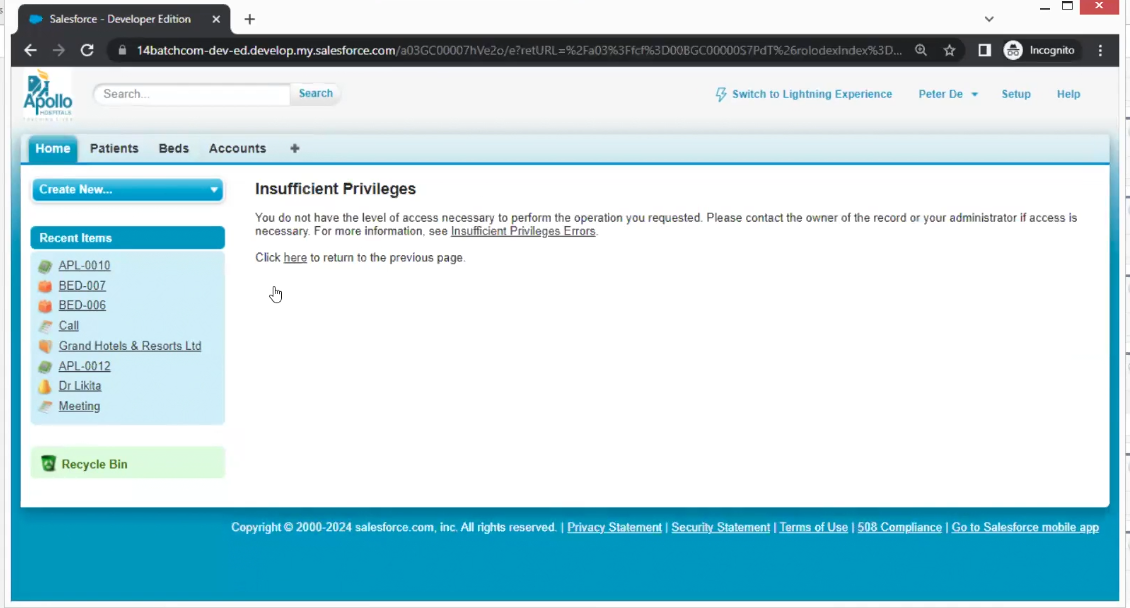 Salesforce - Developer Edition
14batchcom-dev-ed.develop.my.salesforce.com/a03GC00007hVe2o/e?retURL=%2Fa03%3Ffcf%3D00BGC00000S7PdT%26rolodexIndex%3D...
Incognito
Apollo
HOSPITALS
Search...
Search
Switch to Lightning Experience
Peter De
Setup
Help
Home
Patients
Beds
Accounts
Create New...
Insufficient Privileges
You do not have the level of access necessary to perform the operation you requested. Please contact the owner of the record or your administrator if access is
necessary. For more information, see Insufficient Privileges Errors.
Click here to return to the previous page.
Recent Items
APL-0010
BED-007
BED-006
Call
Grand Hotels & Resorts Ltd
APL-0012
Dr Likita
Meeting
Recycle Bin
Copyright © 2000-2024 salesforce.com, inc. All rights reserved. | Privacy Statement | Security Statement | Terms of Use | 508 Compliance | Go to Salesforce mobile app